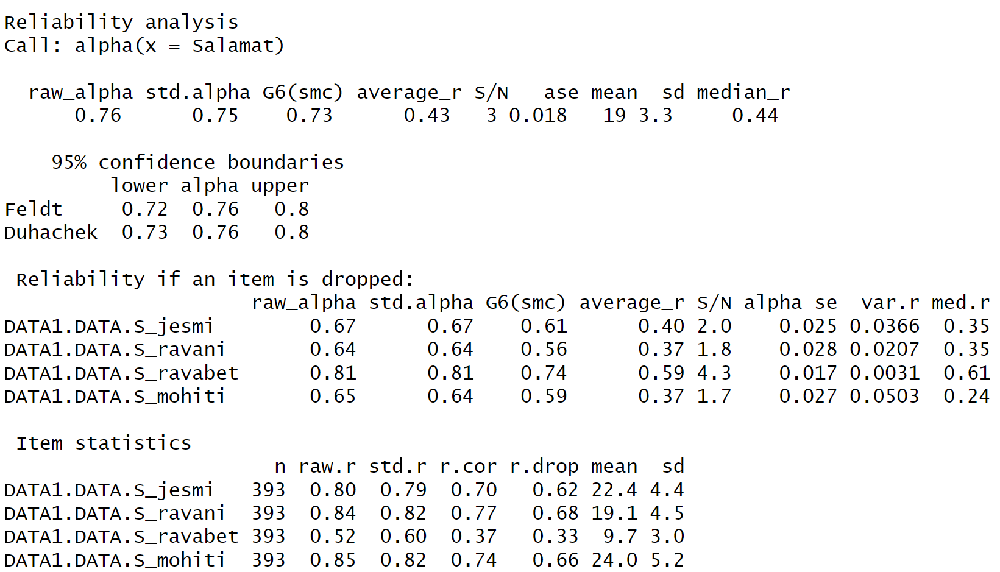 Reliability analysis
Call: alpha(x = Salamat)
raw_alpha std.alpha G6(smc) average_r S/N ase mean sd median_r
0.76 0.75 0.73 0.43 3 0.018 19 3.3 0.44
95% confidence boundaries
lower alpha upper
Feldt 0.72 0.76 0.8
Duhachek 0.73 0.76 0.8
Reliability if an item is dropped:
raw_alpha std.alpha G6(smc) average_r S/N alpha se var.r med.r
DATA1.DATA.S_jesmi 0.67 0.67 0.61 0.40 2.0 0.025 0.0366 0.35
DATA1.DATA.S_ravani 0.64 0.64 0.56 0.37 1.8 0.028 0.0207 0.35
DATA1.DATA.S_ravabet 0.81 0.81 0.74 0.59 4.3 0.017 0.0031 0.61
DATA1.DATA.S_mohiti 0.65 0.64 0.59 0.37 1.7 0.027 0.0503 0.24
Item statistics
n raw.r std.r r.cor r.drop mean sd
DATA1.DATA.S_jesmi 393 0.80 0.79 0.70 0.62 22.4 4.4
DATA1.DATA.S_ravani 393 0.84 0.82 0.77 0.68 19.1 4.5
DATA1.DATA.S_ravabet 393 0.52 0.60 0.37 0.33 9.7 3.0
DATA1.DATA.S_mohiti 393 0.85 0.82 0.74 0.66 24.0 5.2